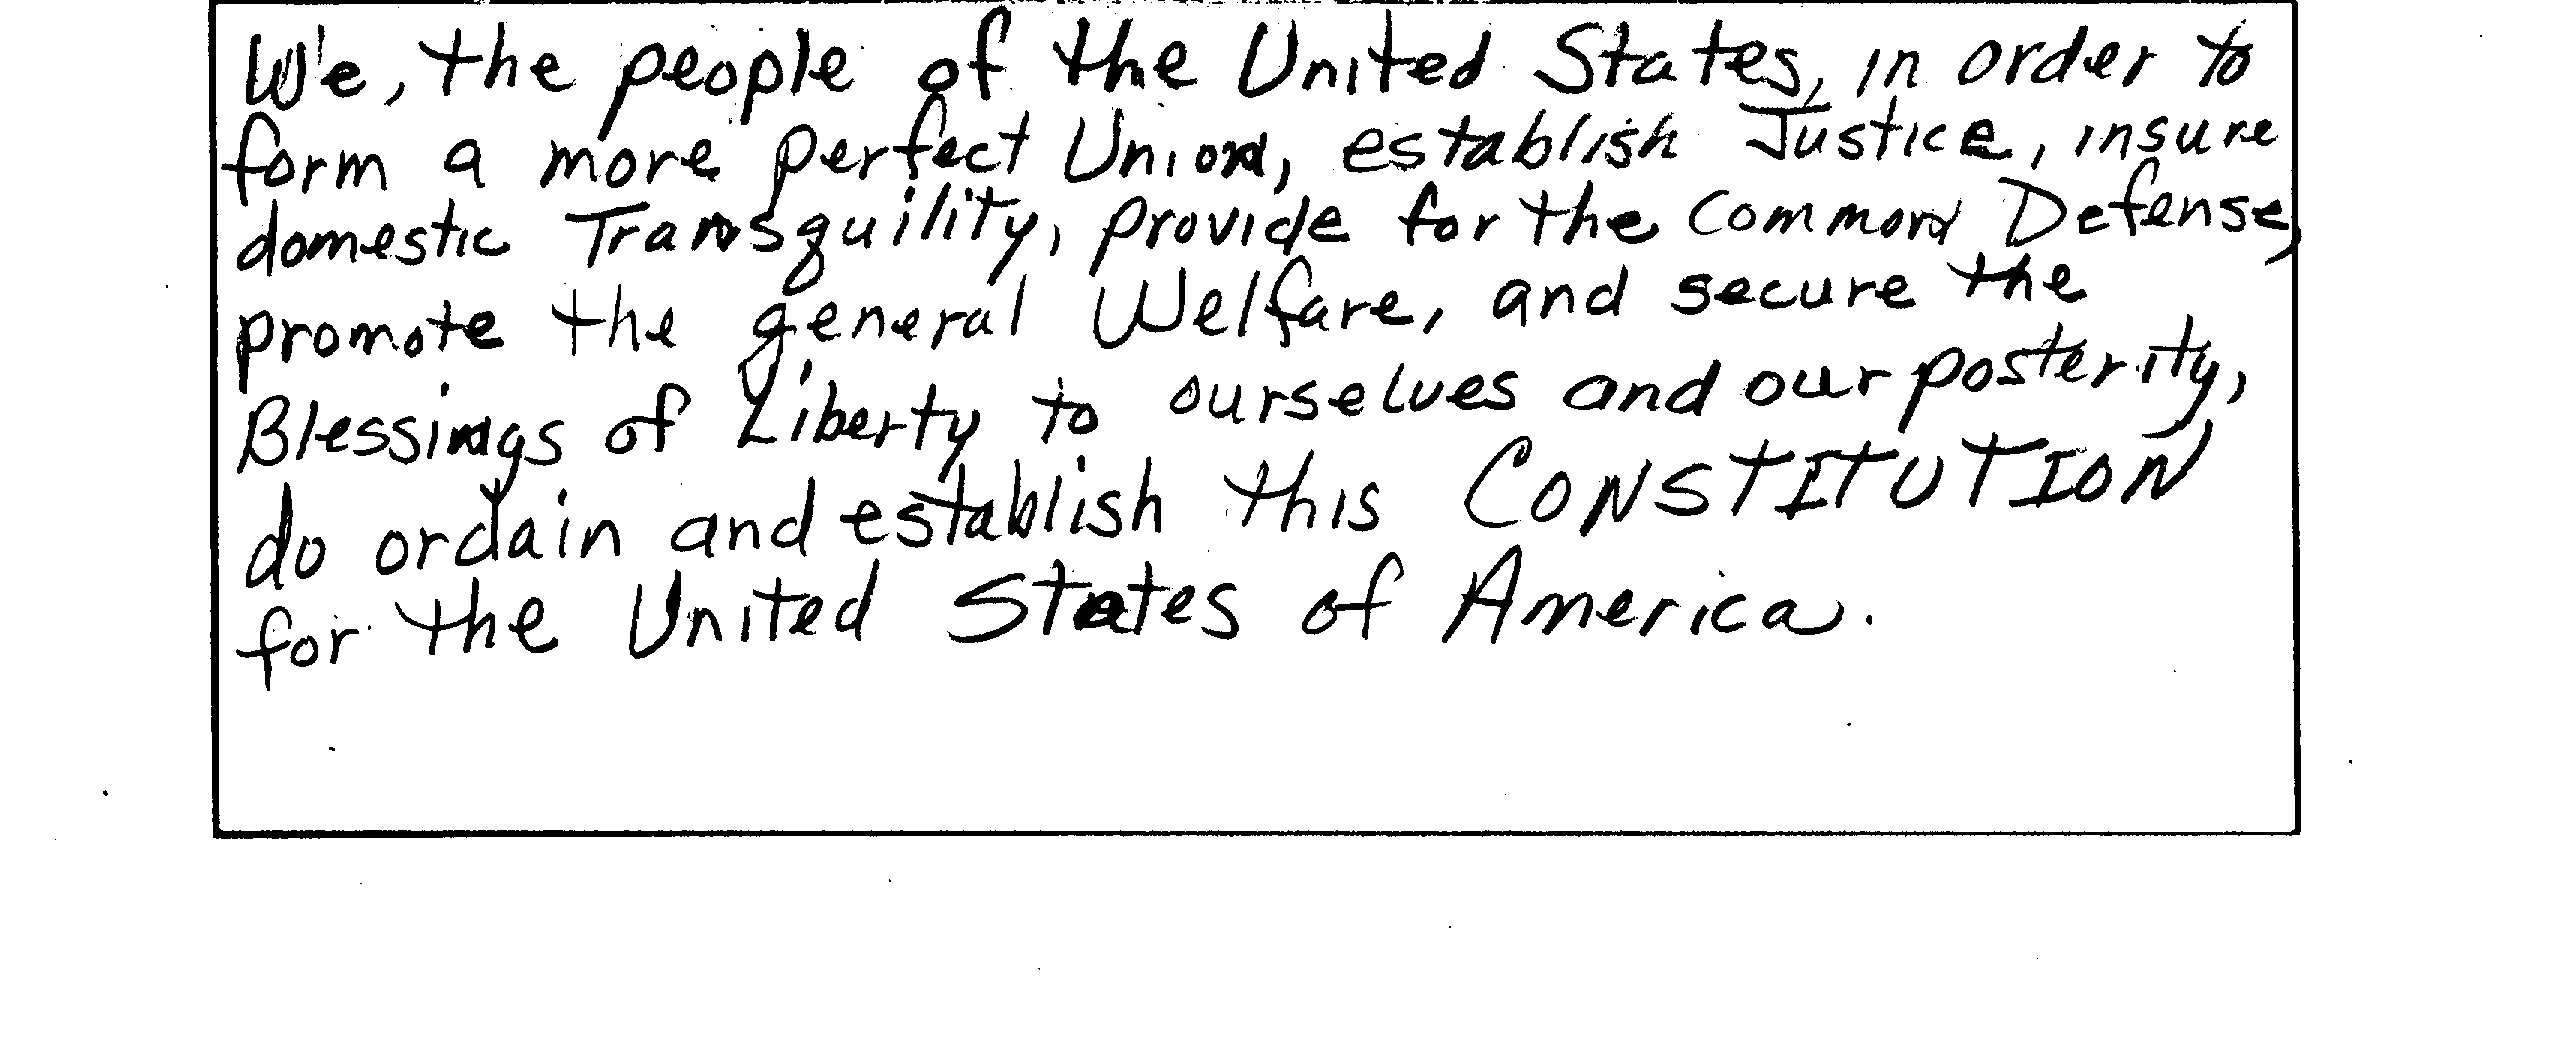 We, the people of the United States, in order to
form a more perfect Union, establish Justice, insure
domestic Transquility, provide for the Common Defense,
promote the general Welfare, and secure the
Blessings of Liberty to ourselves and our posterity,
do ordain and establish this CONSTITUTION
for the United States of America.